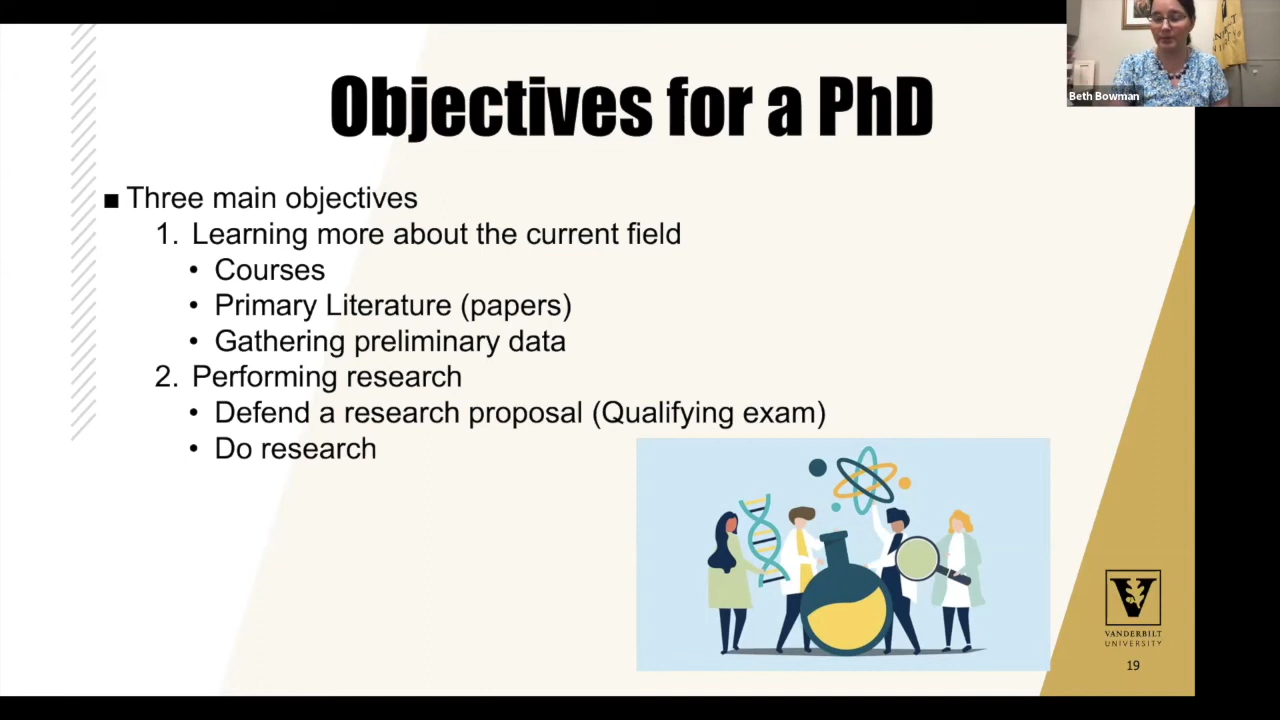 Objectives for a PhD
Beth Bowman
■ Three main objectives
1. Learning more about the current field
• Courses
• Primary Literature (papers)
• Gathering preliminary data
2. Performing research
• Defend a research proposal (Qualifying exam)
• Do research
V
VANDERBILT
UNIVERSITY
19